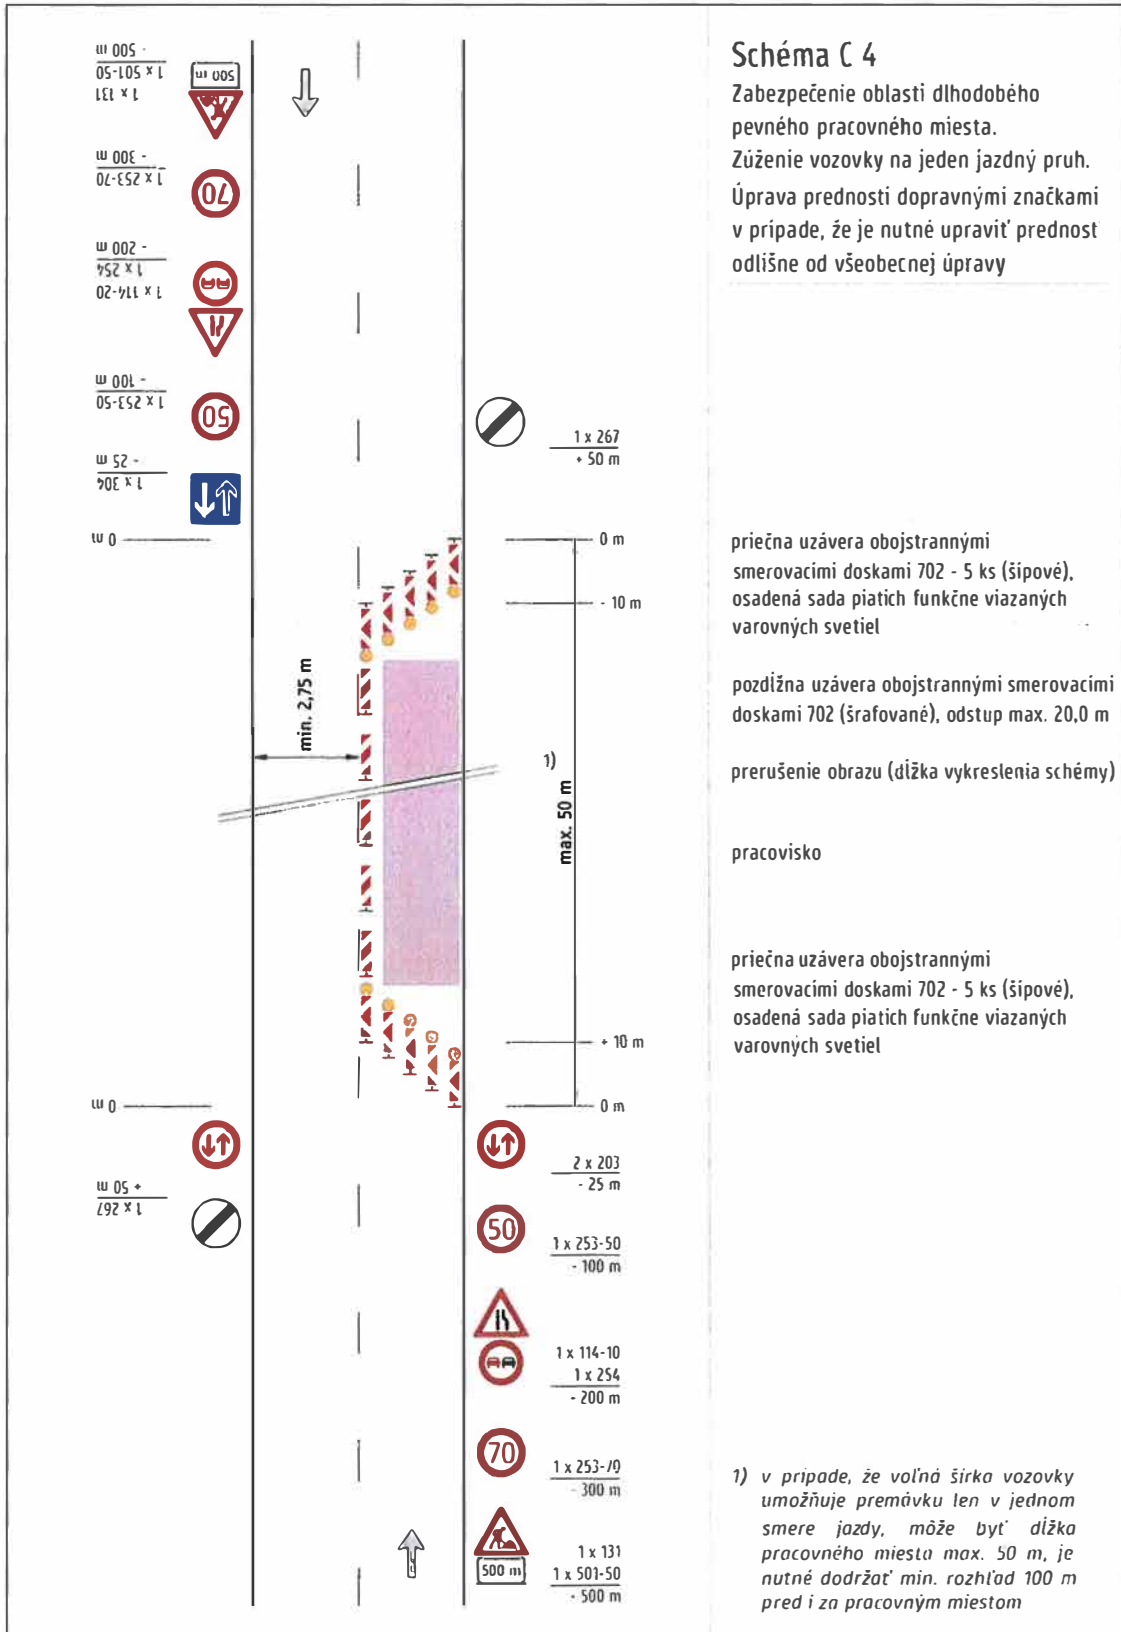 - 500 m
1 x 501-50
1 x 131
500 m
- 300 m
1 x 253-70
70
- 200 m
1 x 254
1 x 114-20
- 100 m
1 x 253-50
50
- 25 m
1 x 304
0 m
1 x 267
+ 50 m
0 m
- 10 m
min. 2,75 m
1)
max. 50 m
+ 10 m
0 m
0 m
+ 50 m
1 x 267
2 x 203
- 25 m
50
1 x 253-50
- 100 m
1 x 114-10
1 x 254
- 200 m
70
1 x 253-70
- 300 m
500 m
1 x 131
1 x 501-50
- 500 m
Schéma C 4
Zabezpečenie oblasti dlhodobého
pevného pracovného miesta.
Zúženie vozovky na jeden jazdný pruh.
Úprava prednosti dopravnými značkami
v prípade, že je nutné upraviť prednosť
odlišne od všeobecnej úpravy
priečna uzávera obojstrannými
smerovacími doskami 702 - 5 ks (šípové),
osadená sada piatich funkčne viazaných
varovných svetiel
pozdĺžna uzávera obojstrannými smerovacími
doskami 702 (šrafované), odstup max. 20,0 m
prerušenie obrazu (dĺžka vykreslenia schémy)
pracovisko
priečna uzávera obojstrannými
smerovacími doskami 702 - 5 ks (šípové),
osadená sada piatich funkčne viazaných
varovných svetiel
1) v prípade, že voľná šírka vozovky
umožňuje premávku len v jednom
smere jazdy, môže byť dĺžka
pracovného miesta max. 50 m, je
nutné dodržať min. rozhľad 100 m
pred i za pracovným miestom